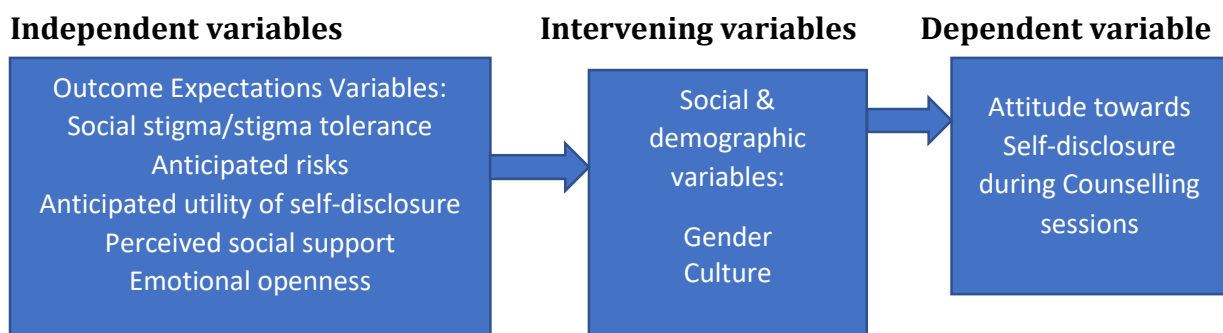 Independent variables
Intervening variables
Dependent variable
Outcome Expectations Variables:
Social stigma/stigma tolerance
Anticipated risks
Anticipated utility of self-disclosure
Perceived social support
Emotional openness
Social &
demographic
variables:
Gender
Culture
Attitude towards
Self-disclosure
during Counselling
sessions